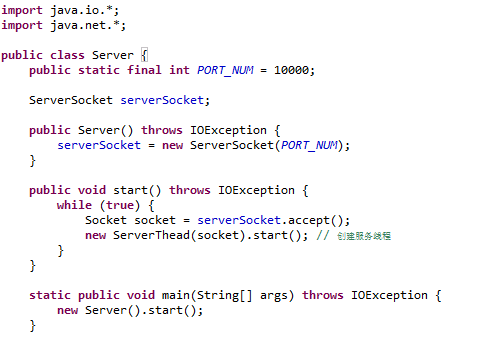 import java.io.*;
import java.net.*;
public class Server {
public static final int PORT_NUM = 10000;
ServerSocket serverSocket;
public Server() throws IOException {
serverSocket = new ServerSocket(PORT_NUM);
}
public void start() throws IOException {
while (true) {
Socket socket = serverSocket.accept();
new ServerThead(socket).start(); // 创建服务线程
}
}
static public void main(String[] args) throws IOException {
new Server().start();
}